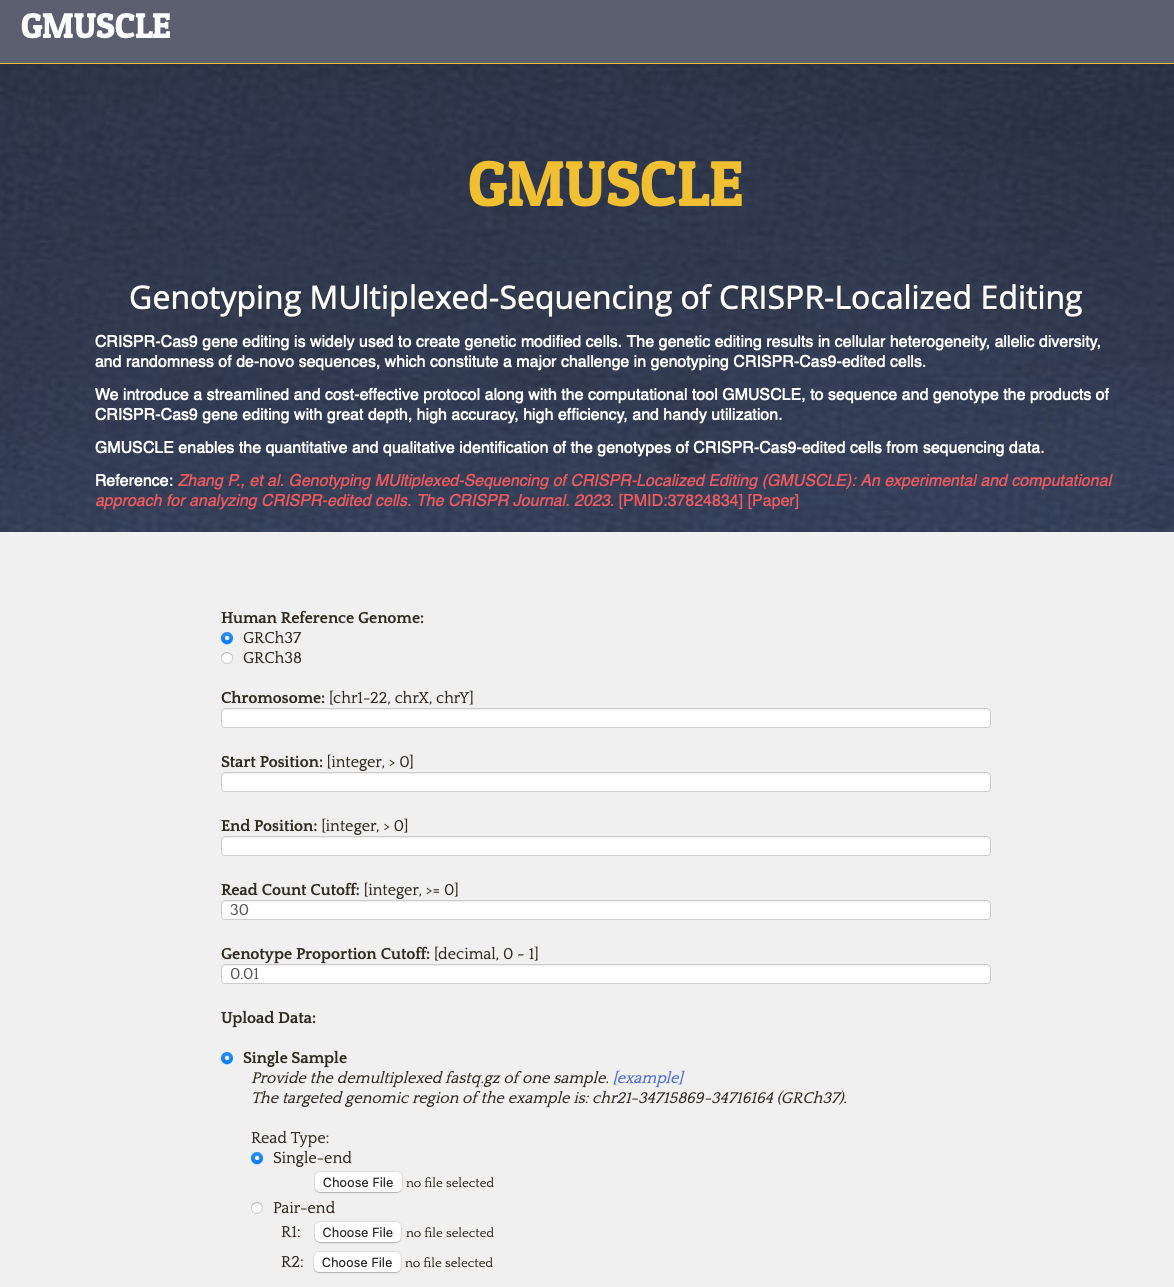 GMUSCLE
GMUSCLE
Genotyping MUltiplexed-Sequencing of CRISPR-Localized Editing
CRISPR-Cas9 gene editing is widely used to create genetic modified cells. The genetic editing results in cellular heterogeneity, allelic diversity,
and randomness of de-novo sequences, which constitute a major challenge in genotyping CRISPR-Cas9-edited cells.
We introduce a streamlined and cost-effective protocol along with the computational tool GMUSCLE, to sequence and genotype the products of
CRISPR-Cas9 gene editing with great depth, high accuracy, high efficiency, and handy utilization.
GMUSCLE enables the quantitative and qualitative identification of the genotypes of CRISPR-Cas9-edited cells from sequencing data.
Reference: Zhang P., et al. Genotyping MUltiplexed-Sequencing of CRISPR-Localized Editing (GMUSCLE): An experimental and computational
approach for analyzing CRISPR-edited cells. The CRISPR Journal. 2023. [PMID:37824834] [Paper]
Human Reference Genome:
GRCh37
GRCh38
Chromosome: [chr1-22, chrX, chrY]
Start Position: [integer, > 0]
End Position: [integer, > 0]
Read Count Cutoff: [integer, >= 0]
30
Genotype Proportion Cutoff: [decimal, 0 ~ 1]
0.01
Upload Data:
Single Sample
Provide the demultiplexed fastq.gz of one sample. [example]
The targeted genomic region of the example is: chr21-34715869-34716164 (GRCh37).
Read Type:
Single-end
Choose File no file selected
Pair-end
R1: Choose File no file selected
R2: Choose File no file selected